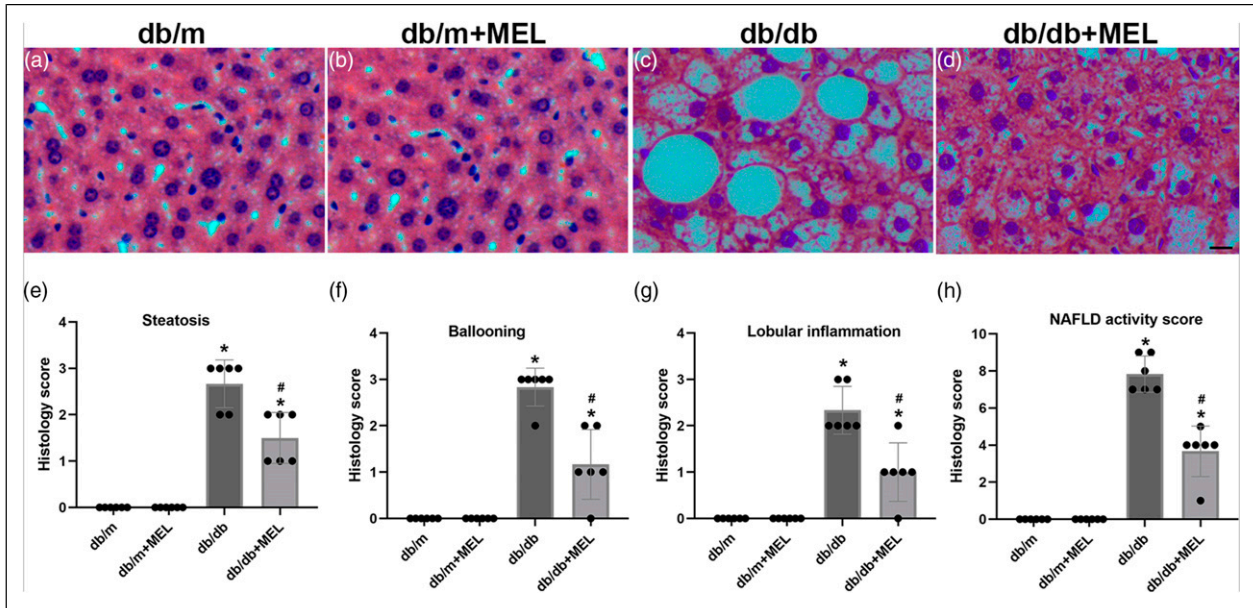 db/m db/m+MEL db/db db/db+MEL
(a) (b) (c) (d)
(e) (f) (g) (h)
Steatosis
Histology score
4
3
2
1
0
*
#
*
db/m
db/m+MEL
db/db
db/db+MEL
Ballooning
Histology score
4
3
2
1
0
*
#
*
db/m
db/m+MEL
db/db
db/db+MEL
Lobular inflammation
Histology score
4
3
2
1
0
*
#
*
db/m
db/m+MEL
db/db
db/db+MEL
NAFLD activity score
Histology score
10
8
6
4
2
0
*
#
*
db/m
db/m+MEL
db/db
db/db+MEL